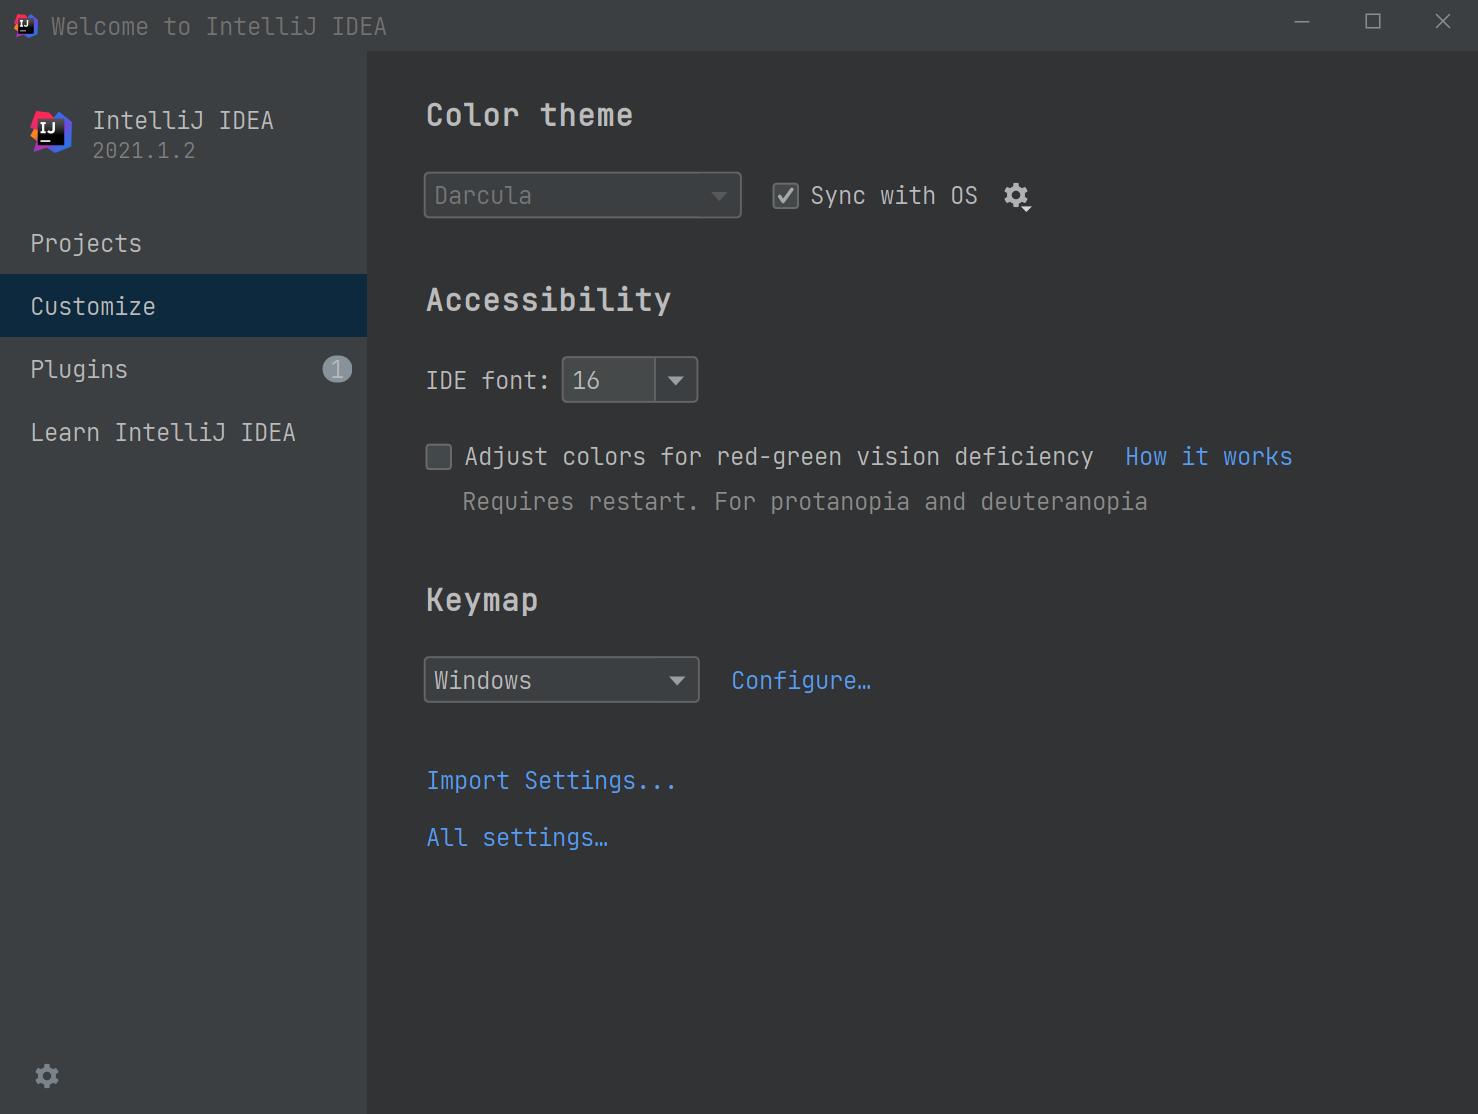 Welcome to IntelliJ IDEA
IJ
IntelliJ IDEA
2021.1.2
Projects
Customize
Plugins 1
Learn IntelliJ IDEA
Color theme
Darcula Sync with OS
Accessibility
IDE font: 16
Adjust colors for red-green vision deficiency How it works
Requires restart. For protanopia and deuteranopia
Keymap
Windows Configure…
Import Settings...
All settings…